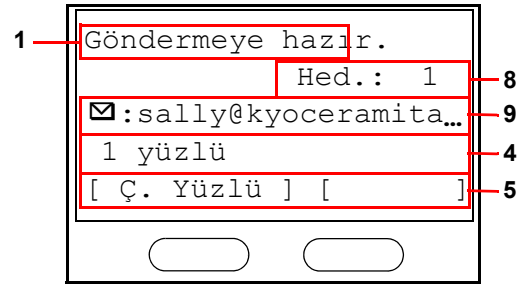 1 Göndermeye hazır.
Hed.: 1 8
:sally@kyoceramita… 9
1 yüzlü 4
[ Ç. Yüzlü ] [ ] 5